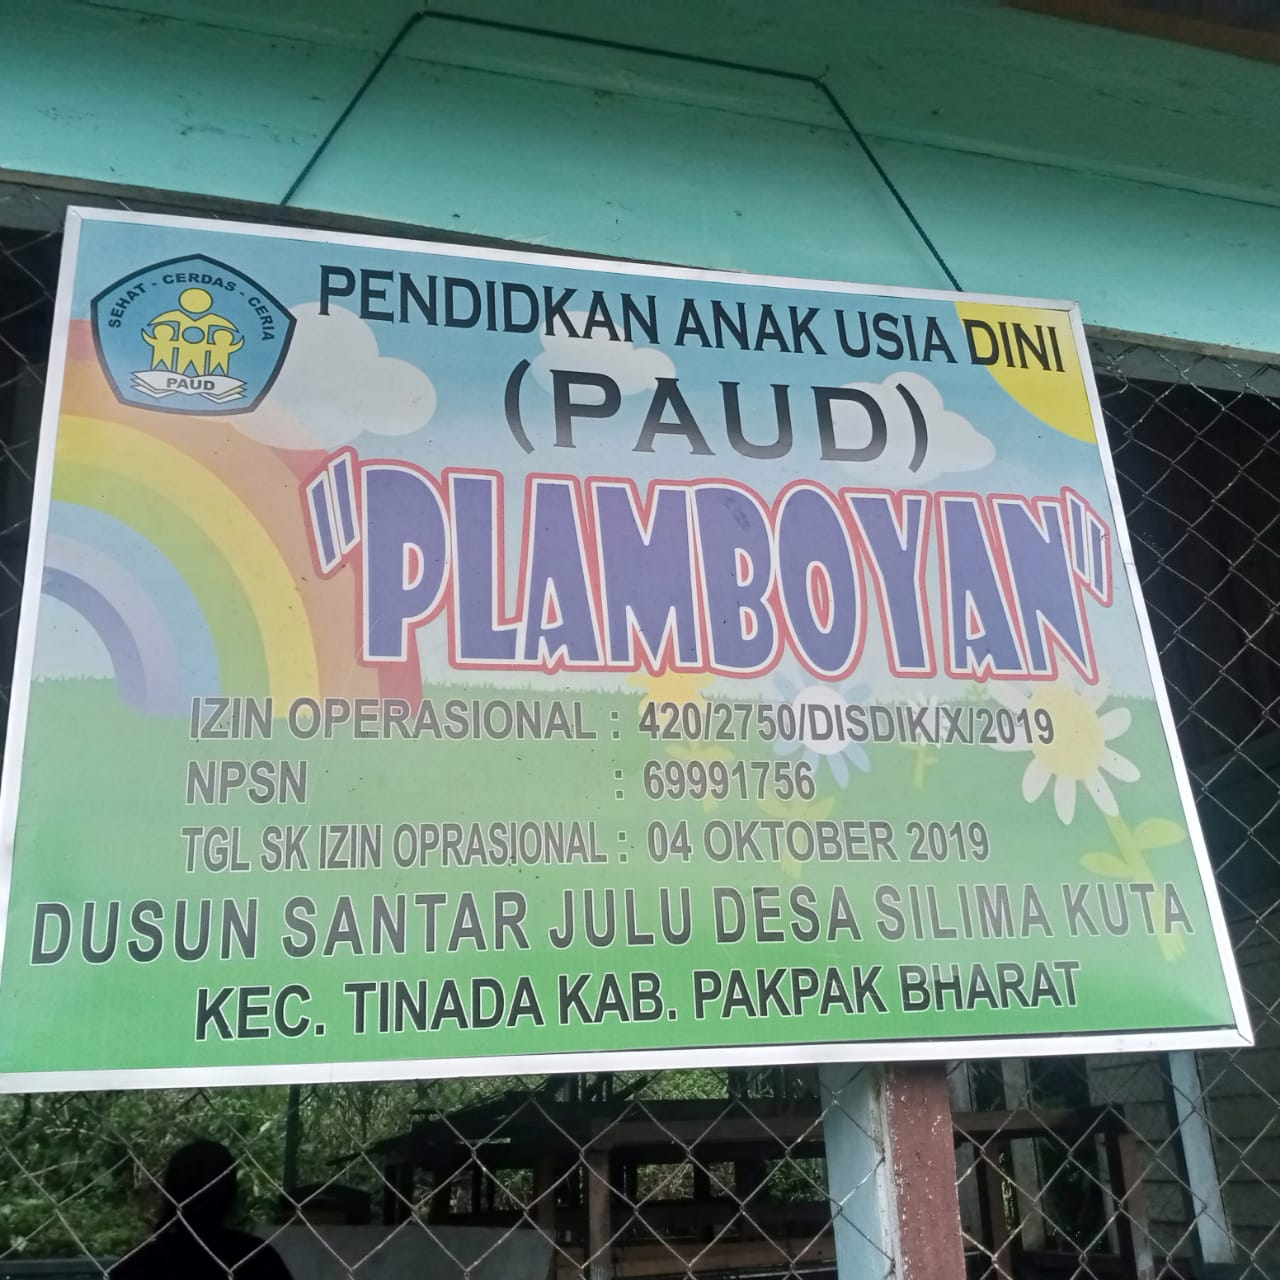 SEHAT - CERDAS - CERIA
PAUD
PENDIDKAN ANAK USIA DINI
(PAUD)
"PLAMBOYAN"
IZIN OPERASIONAL : 420/2750/DISDIK/X/2019
NPSN : 69991756
TGL SK IZIN OPRASIONAL : 04 OKTOBER 2019
DUSUN SANTAR JULU DESA SILIMA KUTA
KEC. TINADA KAB. PAKPAK BHARAT